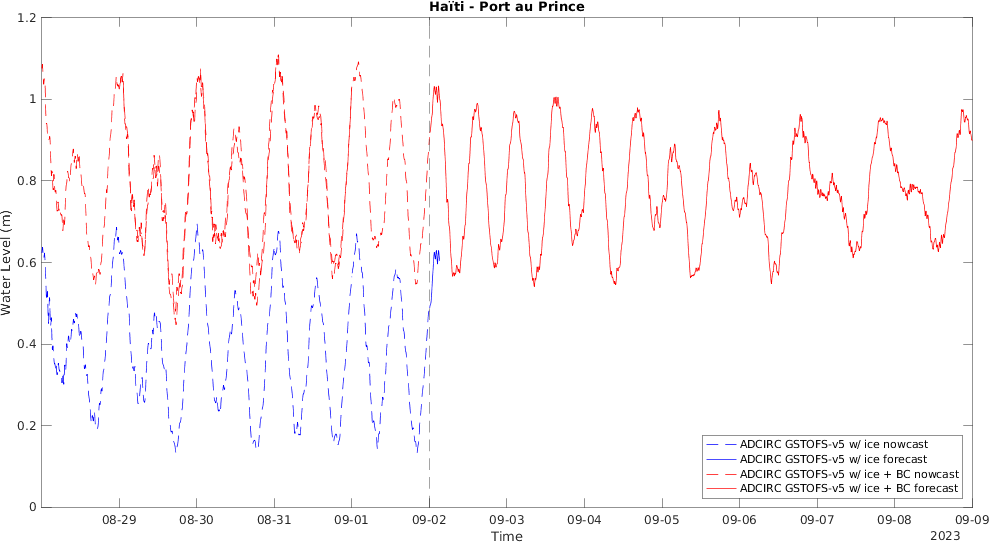 Haïti - Port au Prince
Water Level (m)
1.2
1
0.8
0.6
0.4
0.2
0
08-29 08-30 08-31 09-01 09-02 09-03 09-04 09-05 09-06 09-07 09-08 09-09
Time
2023
ADCIRC GSTOFS-v5 w/ ice nowcast
ADCIRC GSTOFS-v5 w/ ice forecast
ADCIRC GSTOFS-v5 w/ ice + BC nowcast
ADCIRC GSTOFS-v5 w/ ice + BC forecast